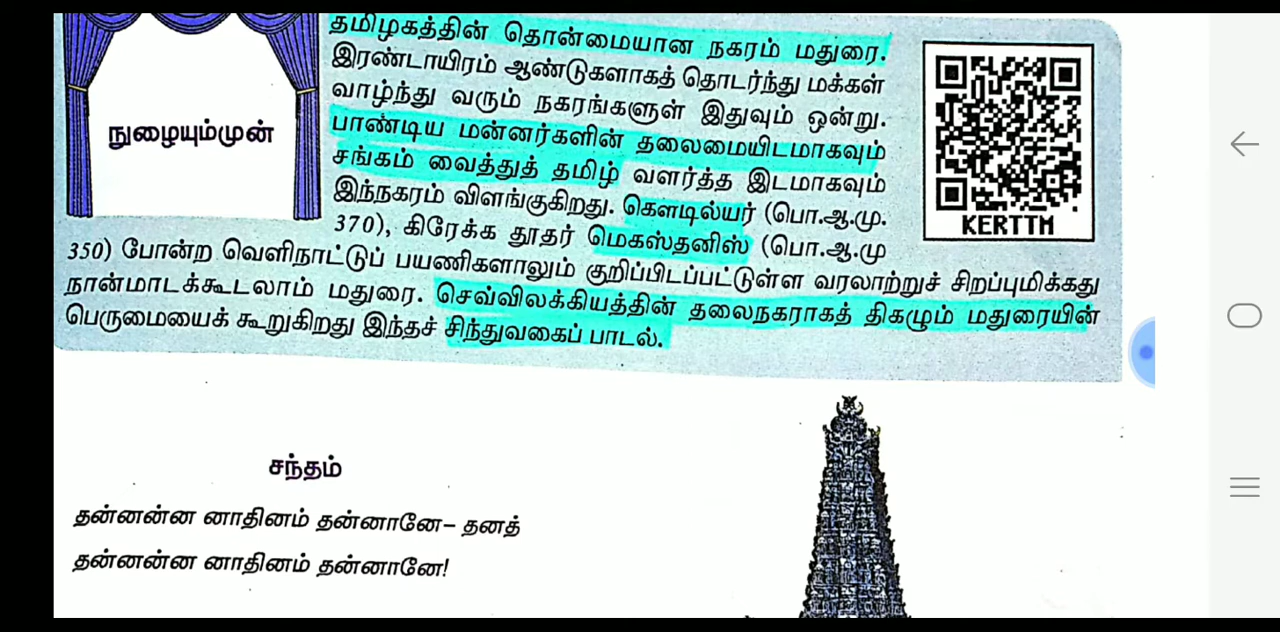 தமிழகத்தின் தொன்மையான நகரம் மதுரை.
இரண்டாயிரம் ஆண்டுகளாகத் தொடர்ந்து மக்கள்
வாழ்ந்து வரும் நகரங்களுள் இதுவும் ஒன்று.
நுழையும்முன்
பாண்டிய மன்னர்களின் தலைமையிடமாகவும்
சங்கம் வைத்துத் தமிழ் வளர்த்த இடமாகவும்
இந்நகரம் விளங்குகிறது. கௌடில்யர் (பொ.ஆ.மு.
370), கிரேக்க தூதர் மெகஸ்தனிஸ் (பொ.ஆ.மு
KERTTM
350) போன்ற வெளிநாட்டுப் பயணிகளாலும் குறிப்பிடப்பட்டுள்ள வரலாற்றுச் சிறப்புமிக்கது
நான்மாடக்கூடலாம் மதுரை. செவ்விலக்கியத்தின் தலைநகராகத் திகழும் மதுரையின்
பெருமையைக் கூறுகிறது இந்தச் சிந்துவகைப் பாடல்.
சந்தம்
தன்னன்ன னாதினம் தன்னானே– தனத்
தன்னன்ன னாதினம் தன்னானே!